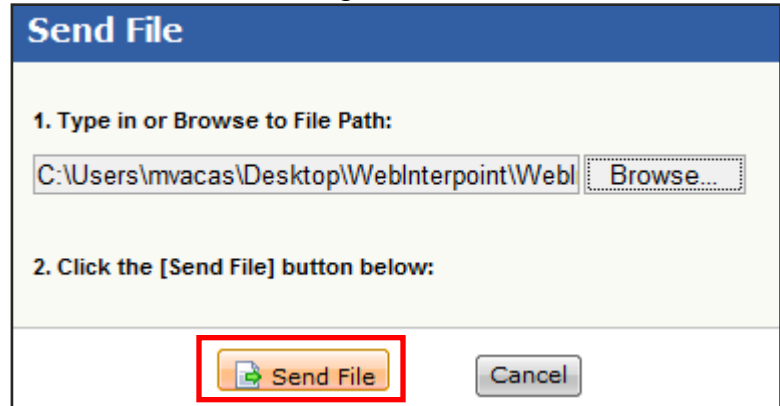 Send File
1. Type in or Browse to File Path:
C:\Users\mvacas\Desktop\WebInterpoint\WebI Browse...
2. Click the [Send File] button below:
Send File Cancel